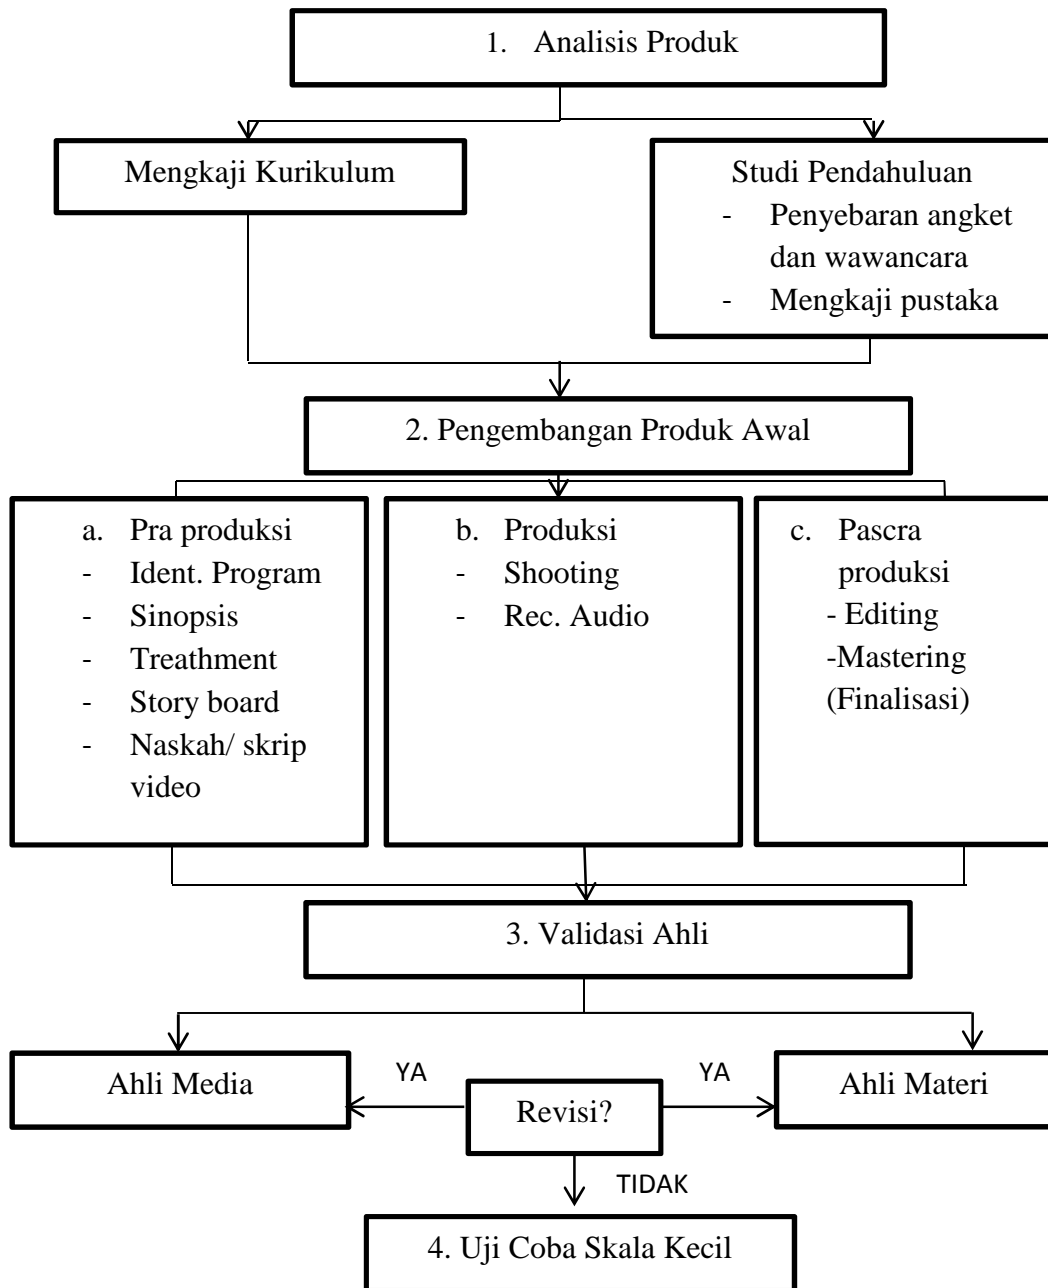 1. Analisis Produk
Mengkaji Kurikulum
Studi Pendahuluan
- Penyebaran angket
dan wawancara
- Mengkaji pustaka
2. Pengembangan Produk Awal
a. Pra produksi
- Ident. Program
- Sinopsis
- Treathment
- Story board
- Naskah/ skrip
video
b. Produksi
- Shooting
- Rec. Audio
c. Pascra
produksi
- Editing
-Mastering
(Finalisasi)
3. Validasi Ahli
Ahli Media
YA
Revisi?
YA
Ahli Materi
TIDAK
4. Uji Coba Skala Kecil